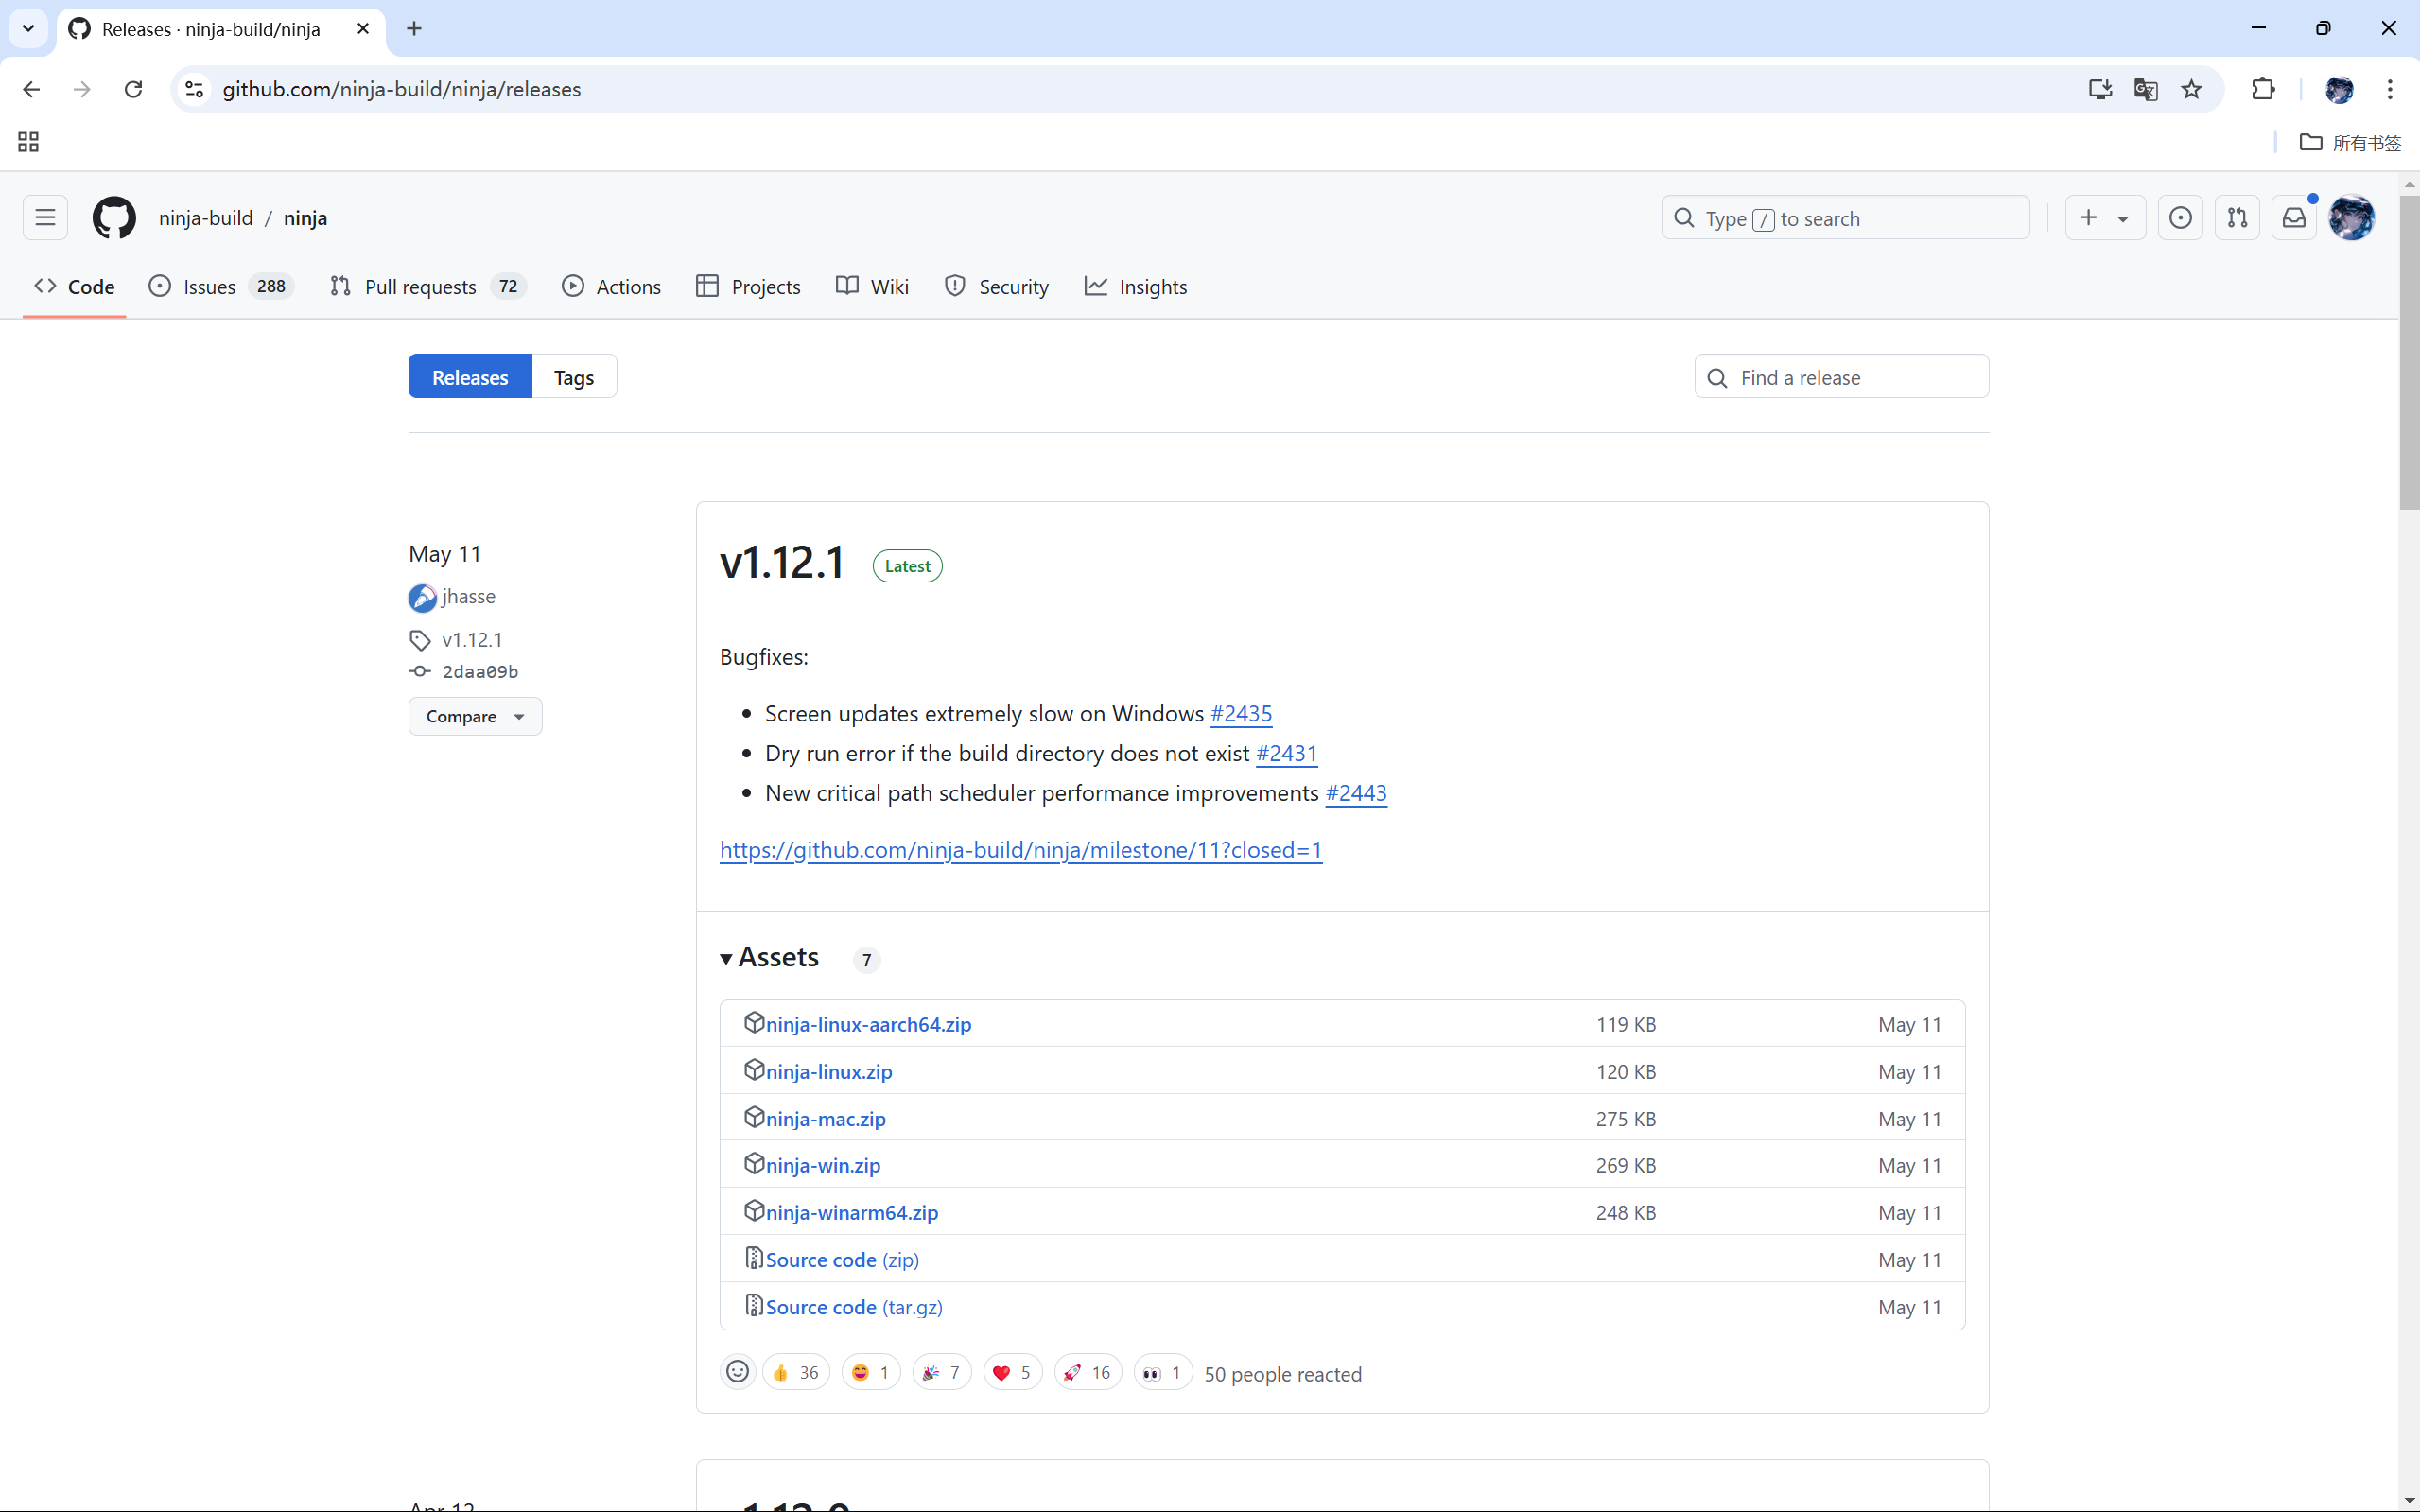 Releases · ninja-build/ninja
github.com/ninja-build/ninja/releases
所有书签
ninja-build / ninja
Type / to search
Code
Issues 288
Pull requests 72
Actions
Projects
Wiki
Security
Insights
Releases
Tags
Find a release
May 11
jhasse
v1.12.1
2daa09b
Compare
v1.12.1 Latest
Bugfixes:
Screen updates extremely slow on Windows #2435
Dry run error if the build directory does not exist #2431
New critical path scheduler performance improvements #2443
https://github.com/ninja-build/ninja/milestone/11?closed=1
Assets 7
ninja-linux-aarch64.zip 119 KB May 11
ninja-linux.zip 120 KB May 11
ninja-mac.zip 275 KB May 11
ninja-win.zip 269 KB May 11
ninja-winarm64.zip 248 KB May 11
Source code (zip) May 11
Source code (tar.gz) May 11
👍 36 😄 1 🎉 7 ❤️ 5 🚀 16 👀 1 50 people reacted